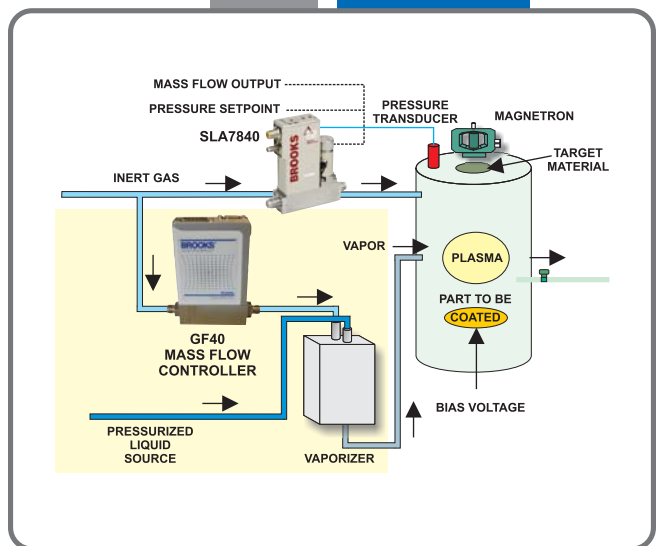 MASS FLOW OUTPUT
PRESSURE SETPOINT
SLA7840
PRESSURE
TRANSDUCER
MAGNETRON
TARGET
MATERIAL
BROOKS
INERT GAS
BROOKS
VAPOR
PLASMA
PART TO BE
COATED
GF40
MASS FLOW
CONTROLLER
BIAS VOLTAGE
PRESSURIZED
LIQUID
SOURCE
VAPORIZER